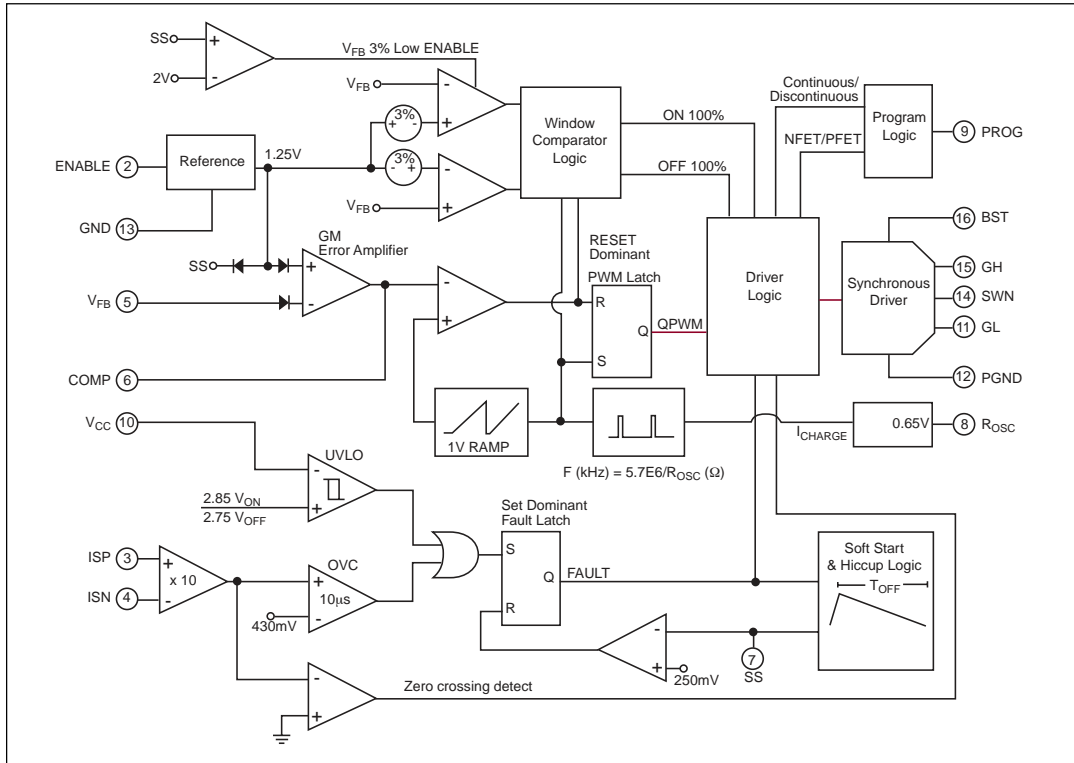 SS
+
2V
-
VFB 3% Low ENABLE
VFB
-
+
3%
+ -
3%
- +
-
+
VFB
Window
Comparator
Logic
ON 100%
OFF 100%
Continuous/
Discontinuous
NFET/PFET
Program
Logic
9 PROG
ENABLE 2
Reference
1.25V
GND 13
GM
Error Amplifier
SS
+
-
VFB 5
-
+
RESET
Dominant
PWM Latch
R
Q
S
QPWM
Driver
Logic
Synchronous
Driver
16 BST
15 GH
14 SWN
11 GL
12 PGND
COMP 6
1V RAMP
ICHARGE
0.65V
8 ROSC
F (kHz) = 5.7E6/ROSC (Ω)
VCC 10
UVLO
-
+
2.85 VON
2.75 VOFF
Set Dominant
Fault Latch
S
Q
R
FAULT
Soft Start
& Hiccup Logic
TOFF
ISP 3
ISN 4
+
x 10
-
OVC
+
10µs
-
430mV
-
+
250mV
7
SS
-
+
Zero crossing detect